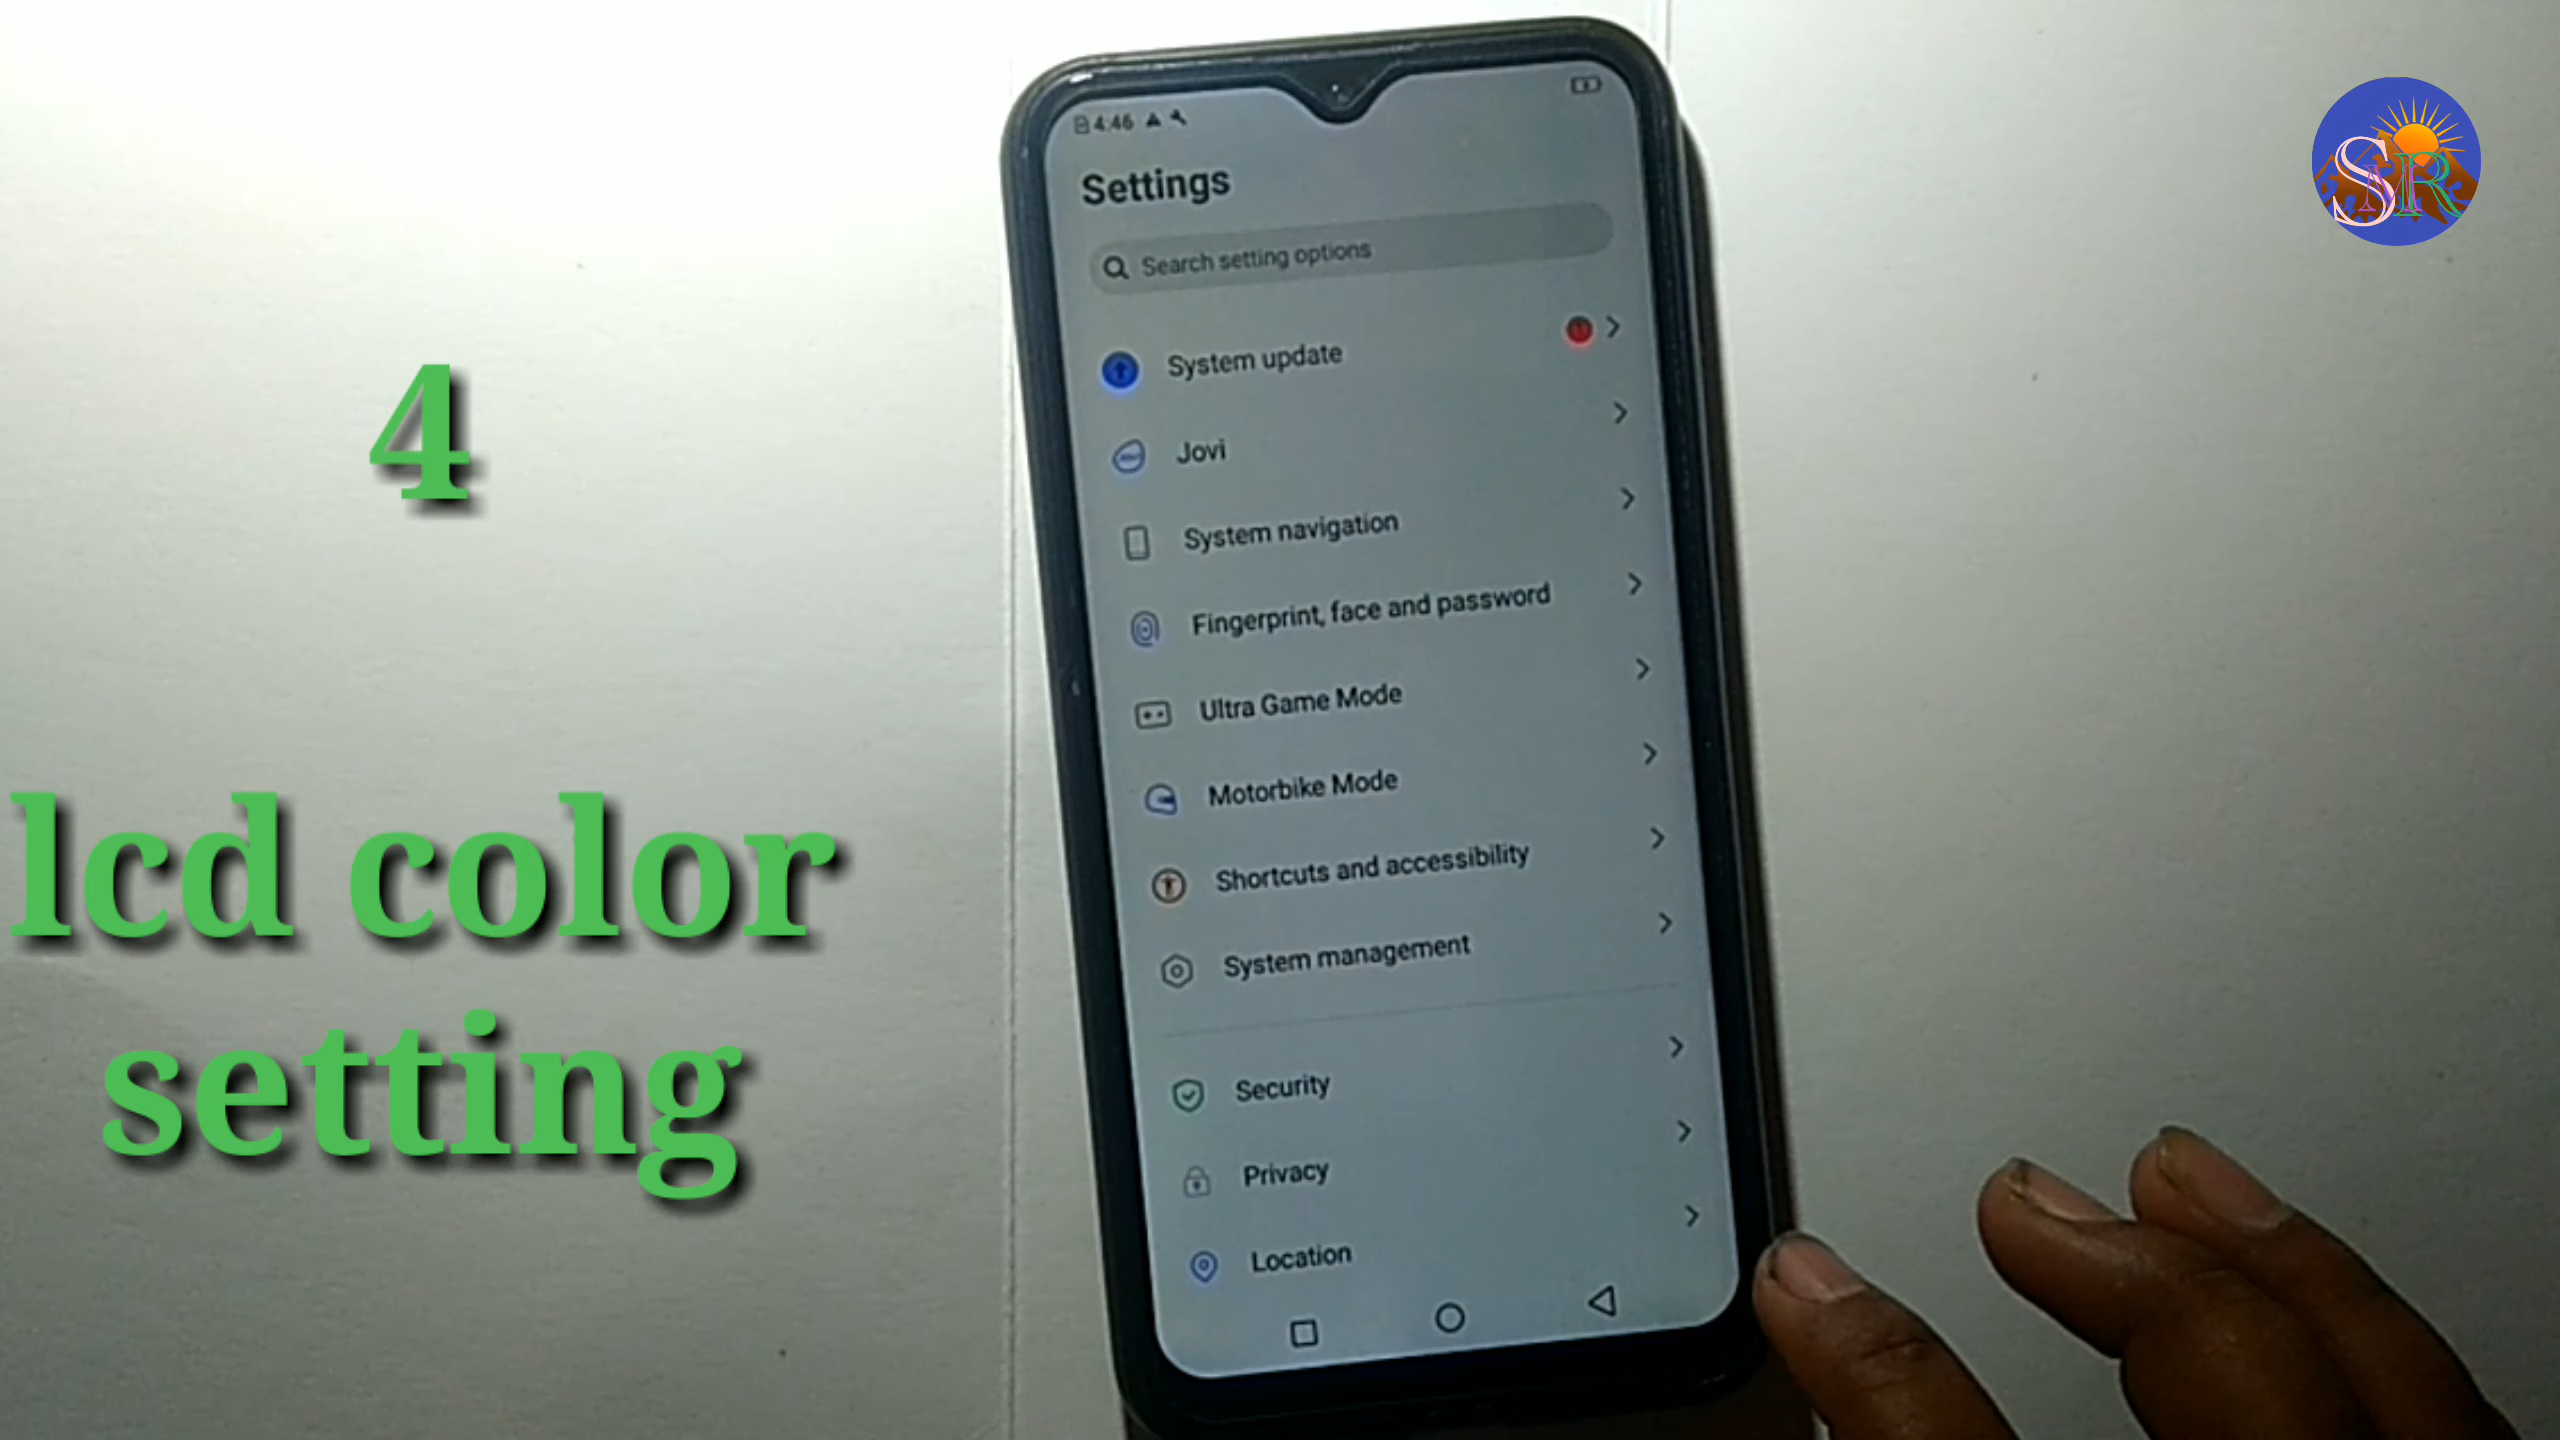 4
lcd color
setting
4:46
Settings
Search setting options
System update
Jovi
System navigation
Fingerprint, face and password
Ultra Game Mode
Motorbike Mode
Shortcuts and accessibility
System management
Security
Privacy
Location
SMR